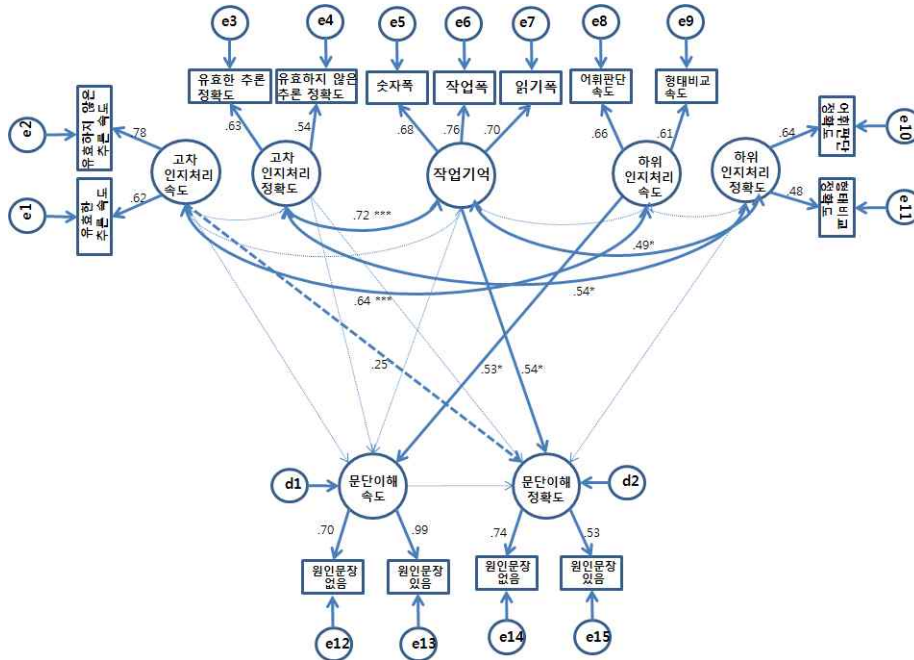 e3
e4
e5
e6
e7
e8
e9
유효한 추론
정확도
유효하지 않은
추론 정확도
숫자폭
작업폭
읽기폭
어휘판단
속도
형태비교
속도
e2
유효하지 않은
추론 속도
.78
.63
.54
.68
.76
.70
.66
.61
.64
어휘판단
정확도
e10
고차
인지처리
속도
고차
인지처리
정확도
작업기억
하위
인지처리
속도
하위
인지처리
정확도
e1
유효한
추론 속도
.62
.48
형태비교
정확도
e11
.72 ***
.49*
.54*
.64 ***
.25
.53*
.54*
d1
문단이해
속도
문단이해
정확도
d2
.70
.99
.74
.53
원인문장
없음
원인문장
있음
원인문장
없음
원인문장
있음
e12
e13
e14
e15